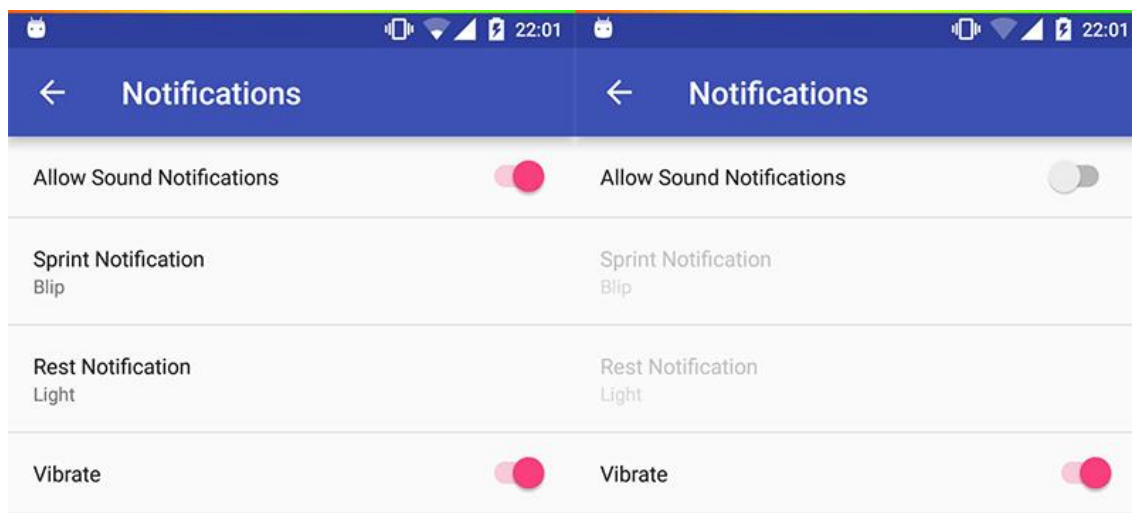 22:01
Notifications
Allow Sound Notifications
Sprint Notification
Blip
Rest Notification
Light
Vibrate
22:01
Notifications
Allow Sound Notifications
Sprint Notification
Blip
Rest Notification
Light
Vibrate